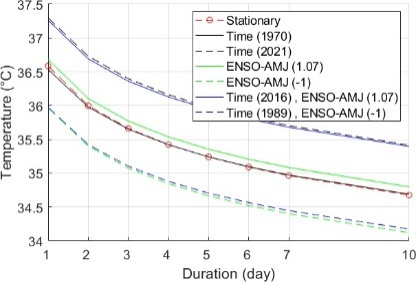 37.5
37
36.5
36
35.5
35
34.5
34
Temperature (°C)
Stationary
Time (1970)
Time (2021)
ENSO-AMJ (1.07)
ENSO-AMJ (-1)
Time (2016) , ENSO-AMJ (1.07)
Time (1989) , ENSO-AMJ (-1)
1 2 3 4 5 6 7 10
Duration (day)